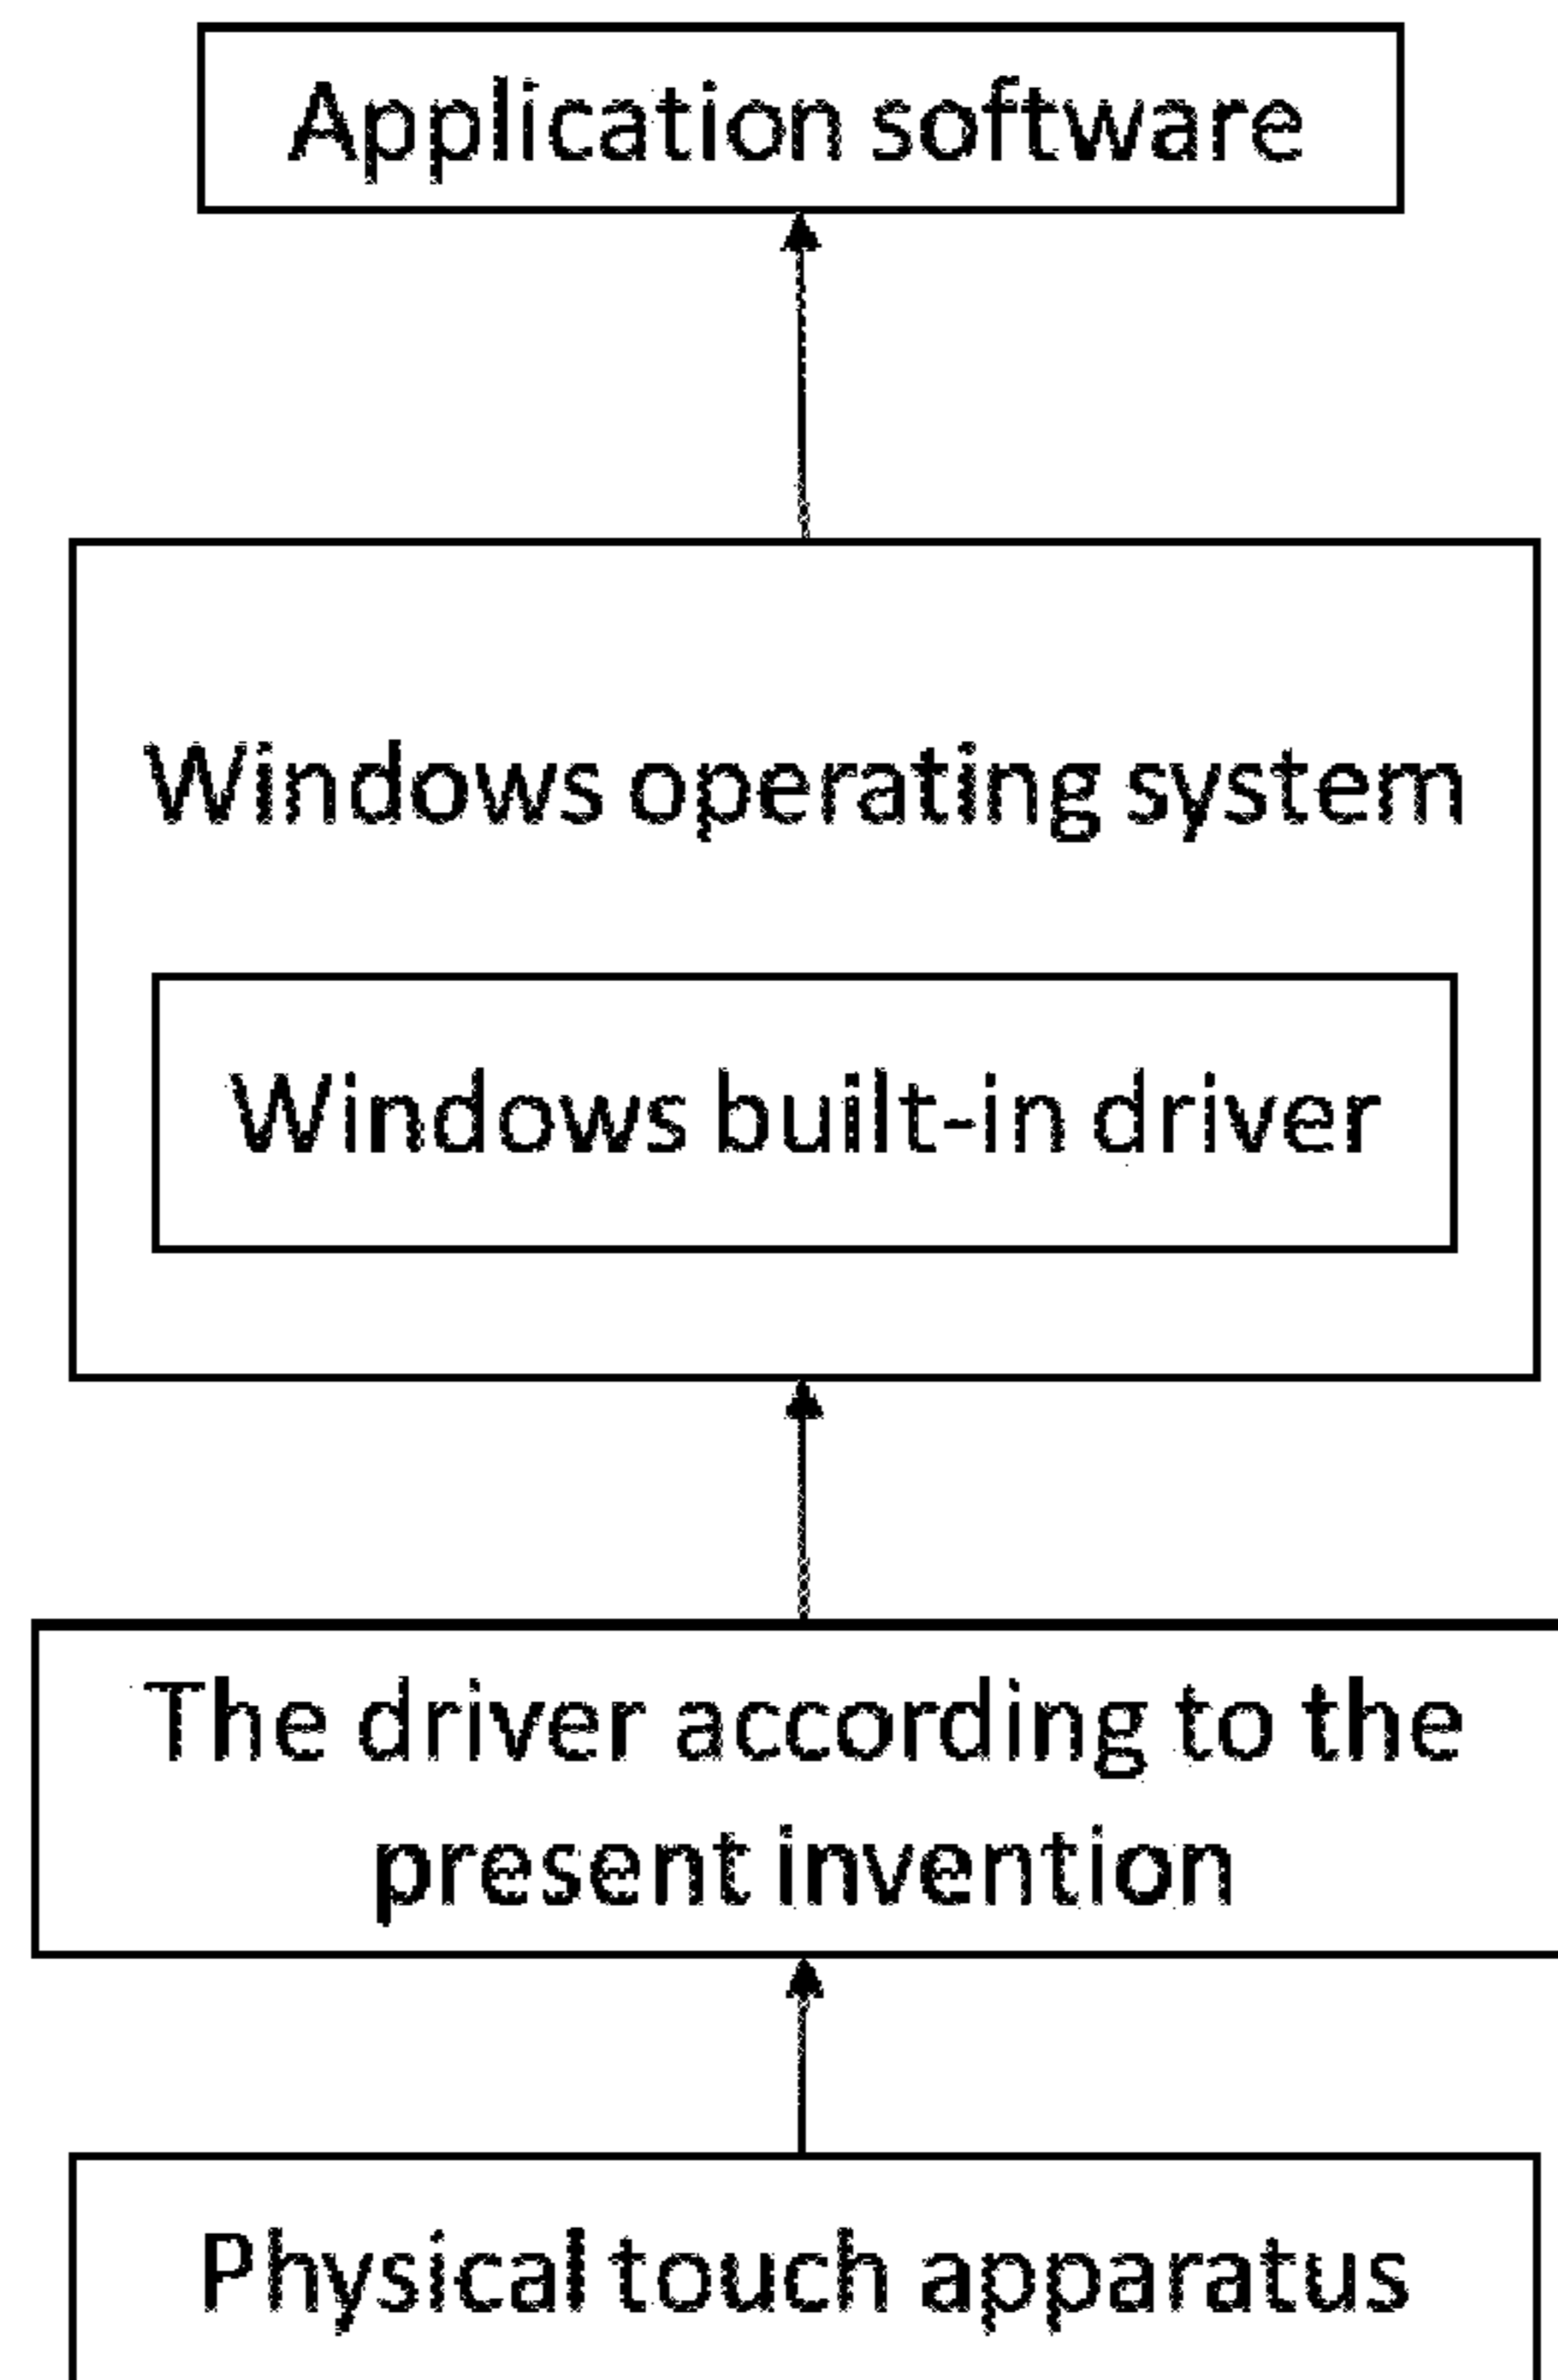 Application software
Windows operating system
Windows built-in driver
The driver according to the
present invention
Physical touch apparatus